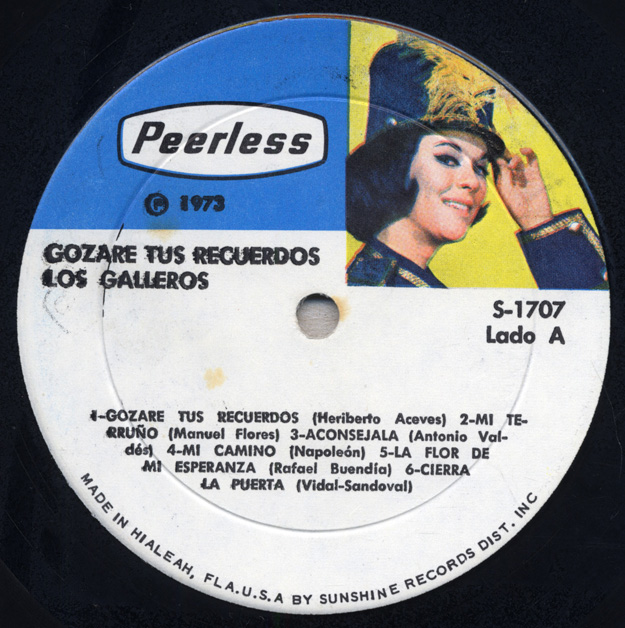 Peerless
Ⓟ 1973
GOZARE TUS RECUERDOS
LOS GALLEROS
S-1707
Lado A
1-GOZARE TUS RECUERDOS (Heriberto Aceves) 2-MI TE-
RRUÑO (Manuel Flores) 3-ACONSEJALA (Antonio Val-
dés) 4-MI CAMINO (Napoleón) 5-LA FLOR DE
MI ESPERANZA (Rafael Buendía) 6-CIERRA
LA PUERTA (Vidal-Sandoval)
MADE IN HIALEAH, FLA.U.S.A BY SUNSHINE RECORDS DIST. INC